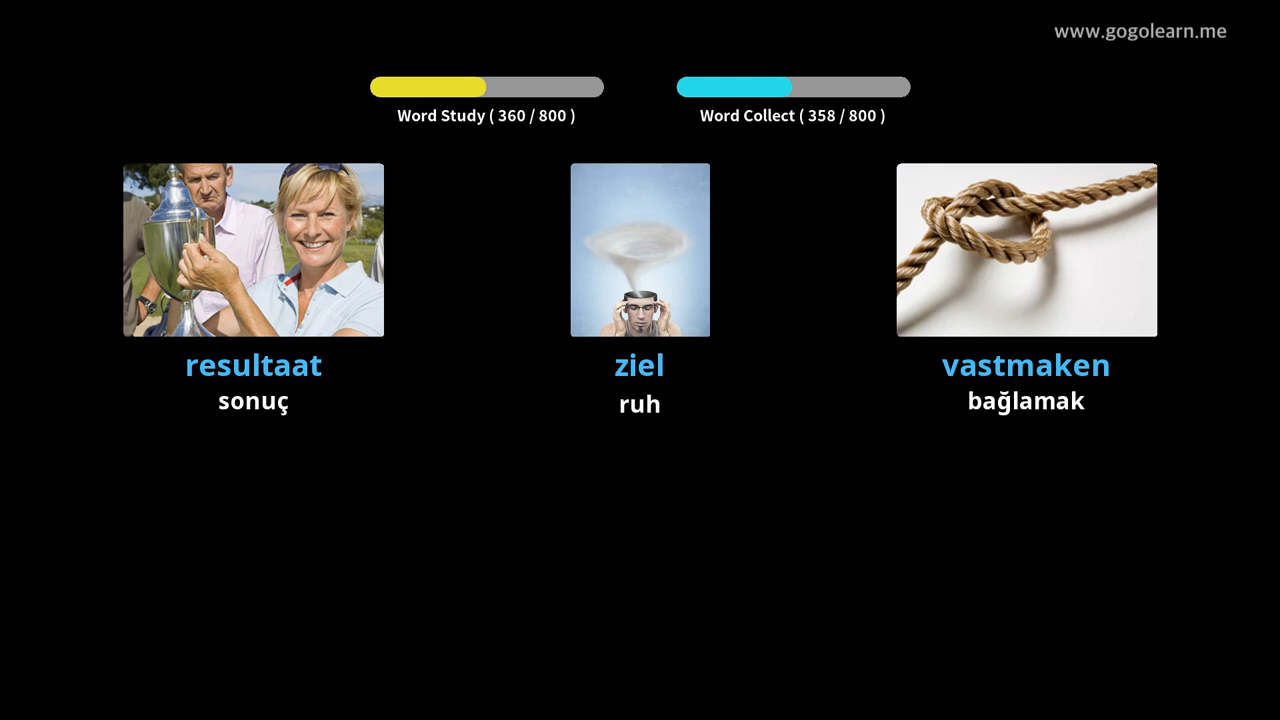 www.gogolearn.me
Word Study ( 360 / 800 )
Word Collect ( 358 / 800 )
resultaat
sonuç
ziel
ruh
vastmaken
bağlamak